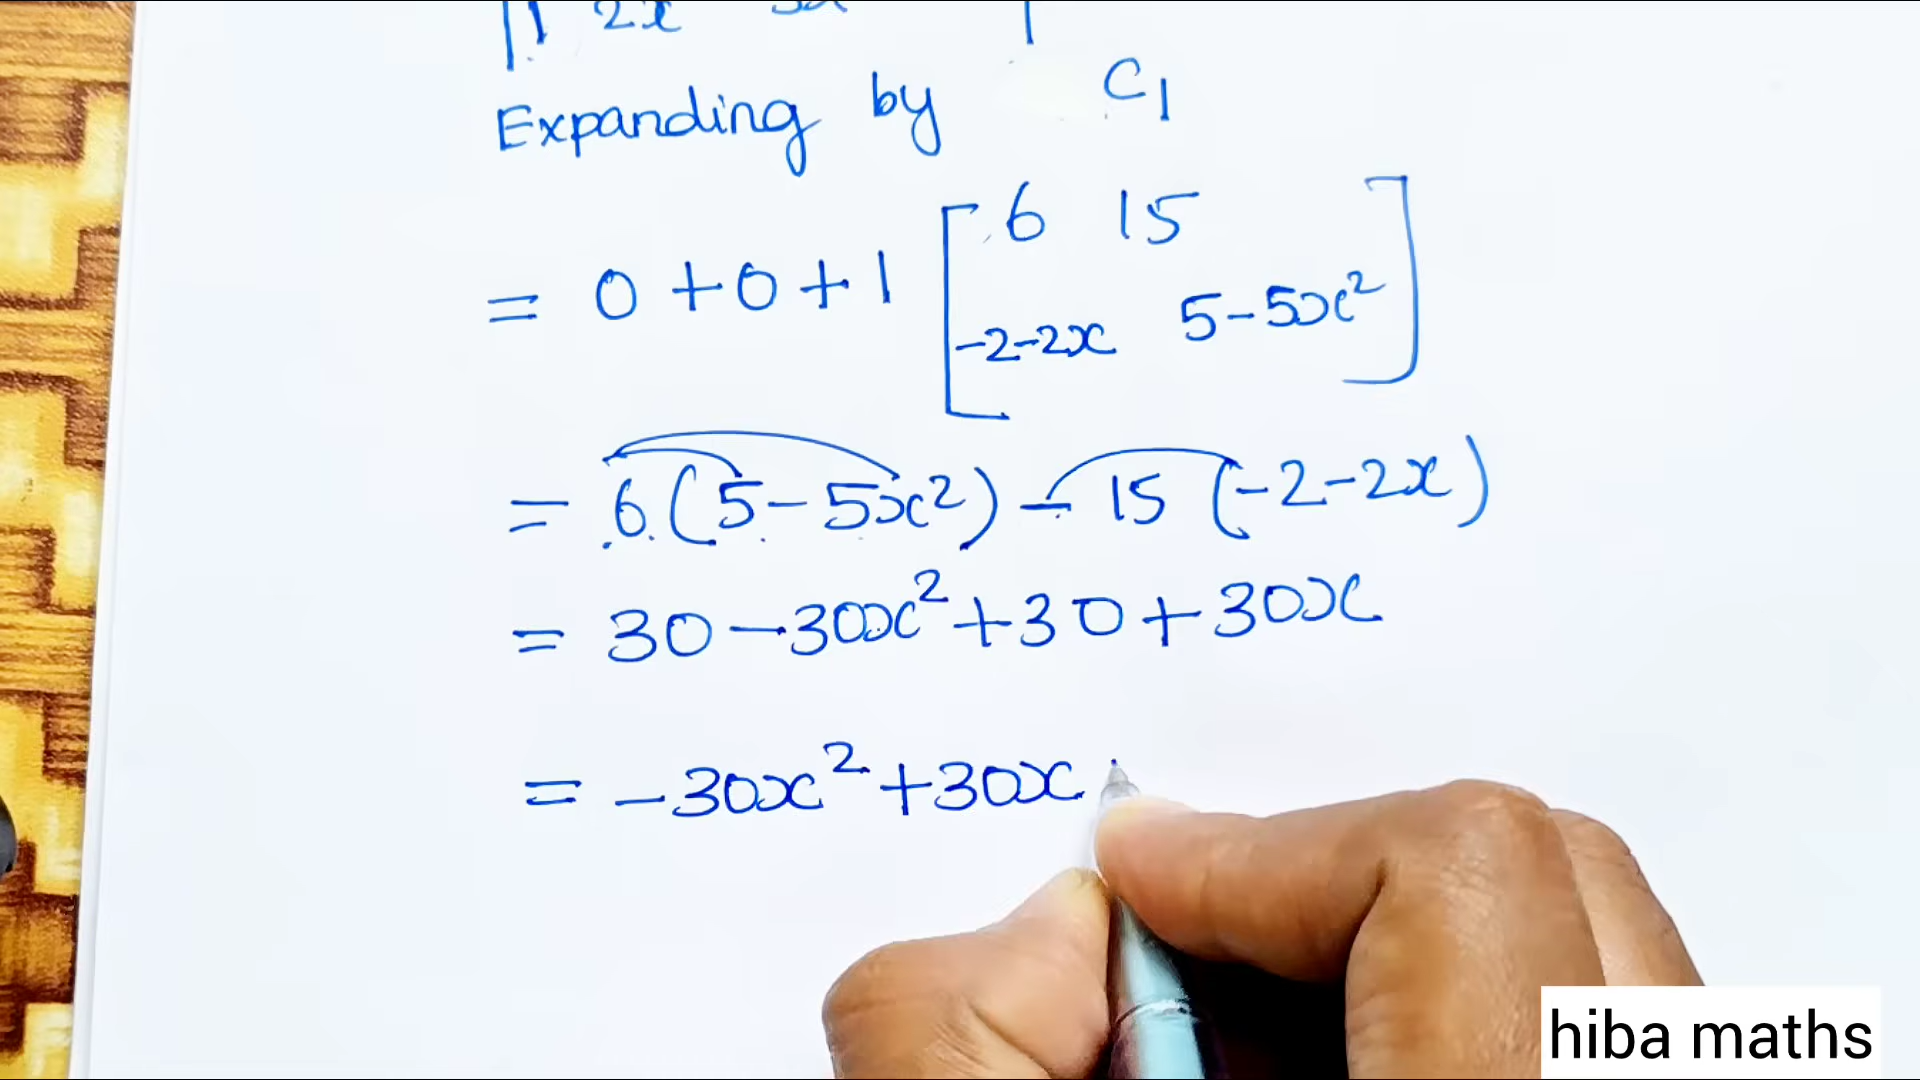 2x
Expanding by C1
= 0 + 0 + 1 [ 6 15
-2-2x 5-5x² ]
= 6(5-5x²) - 15(-2-2x)
= 30-30x²+30+30x
= -30x²+30x
hiba maths